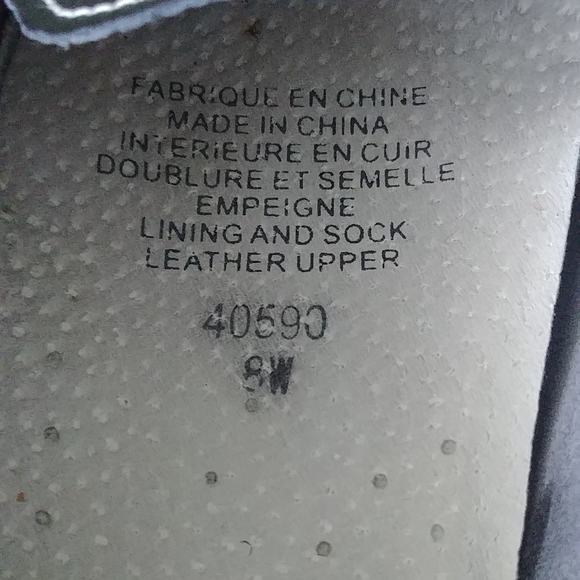 FABRIQUE EN CHINE
MADE IN CHINA
INTERIEURE EN CUIR
DOUBLURE ET SEMELLE
EMPEIGNE
LINING AND SOCK
LEATHER UPPER
40590
8W